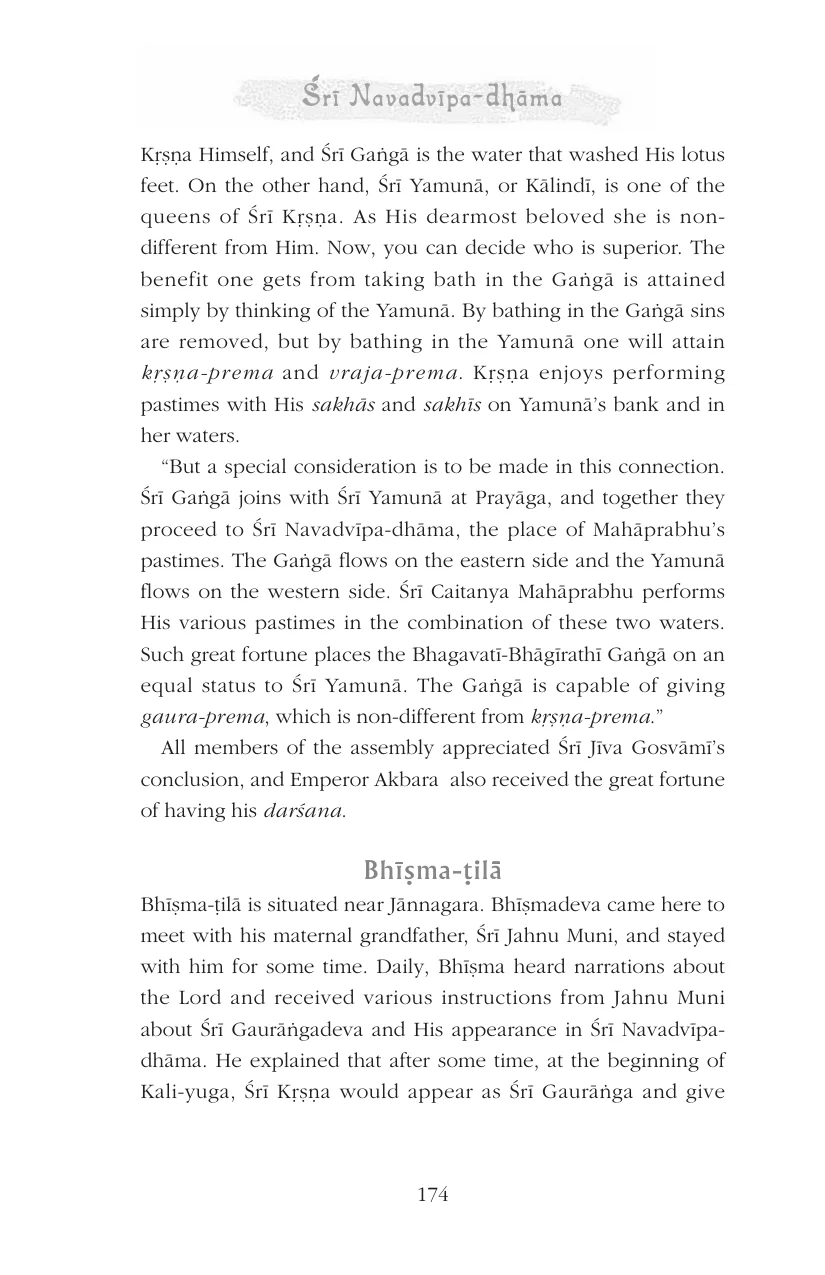 Śrī Navadvīpa-dhāma
Kṛṣṇa Himself, and Śrī Gaṅgā is the water that washed His lotus
feet. On the other hand, Śrī Yamunā, or Kālindī, is one of the
queens of Śrī Kṛṣṇa. As His dearmost beloved she is non-
different from Him. Now, you can decide who is superior. The
benefit one gets from taking bath in the Gaṅgā is attained
simply by thinking of the Yamunā. By bathing in the Gaṅgā sins
are removed, but by bathing in the Yamunā one will attain
kṛṣṇa-prema and vraja-prema. Kṛṣṇa enjoys performing
pastimes with His sakhās and sakhīs on Yamunā’s bank and in
her waters.
“But a special consideration is to be made in this connection.
Śrī Gaṅgā joins with Śrī Yamunā at Prayāga, and together they
proceed to Śrī Navadvīpa-dhāma, the place of Mahāprabhu’s
pastimes. The Gaṅgā flows on the eastern side and the Yamunā
flows on the western side. Śrī Caitanya Mahāprabhu performs
His various pastimes in the combination of these two waters.
Such great fortune places the Bhagavatī-Bhāgīrathī Gaṅgā on an
equal status to Śrī Yamunā. The Gaṅgā is capable of giving
gaura-prema, which is non-different from kṛṣṇa-prema.”
All members of the assembly appreciated Śrī Jīva Gosvāmī’s
conclusion, and Emperor Akbara also received the great fortune
of having his darśana.
Bhīṣma-ṭilā
Bhīṣma-ṭilā is situated near Jānnagara. Bhīṣmadeva came here to
meet with his maternal grandfather, Śrī Jahnu Muni, and stayed
with him for some time. Daily, Bhīṣma heard narrations about
the Lord and received various instructions from Jahnu Muni
about Śrī Gaurāṅgadeva and His appearance in Śrī Navadvīpa-
dhāma. He explained that after some time, at the beginning of
Kali-yuga, Śrī Kṛṣṇa would appear as Śrī Gaurāṅga and give
174